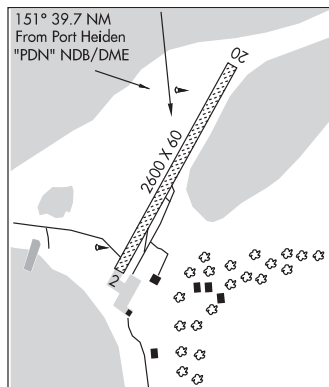 151° 39.7 NM
From Port Heiden
"PDN" NDB/DME
20
2600 X 60
2